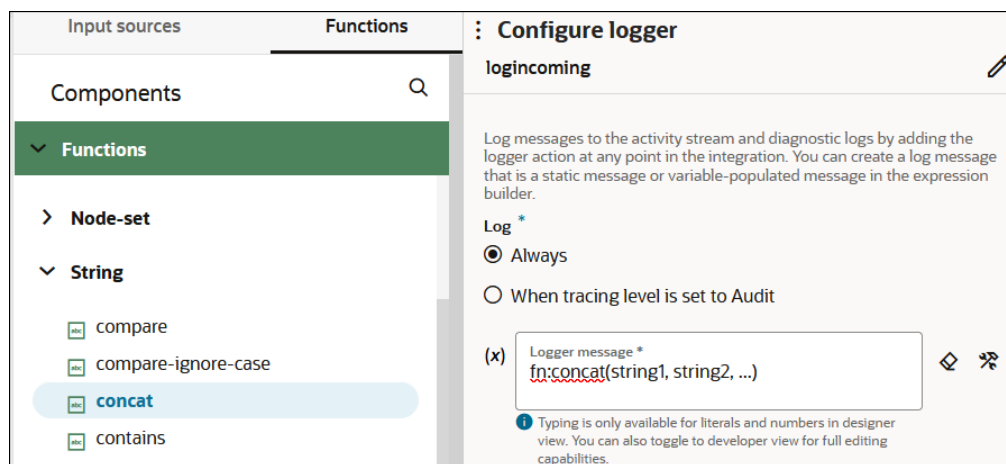 Input sources
Functions
Components
Functions
Node-set
String
abc compare
abc compare-ignore-case
abc concat
abc contains
Configure logger
logincoming
Log messages to the activity stream and diagnostic logs by adding the
logger action at any point in the integration. You can create a log message
that is a static message or variable-populated message in the expression
builder.
Log *
Always
When tracing level is set to Audit
(x)
Logger message *
fn:concat(string1, string2, ...)
i Typing is only available for literals and numbers in designer
view. You can also toggle to developer view for full editing
capabilities.